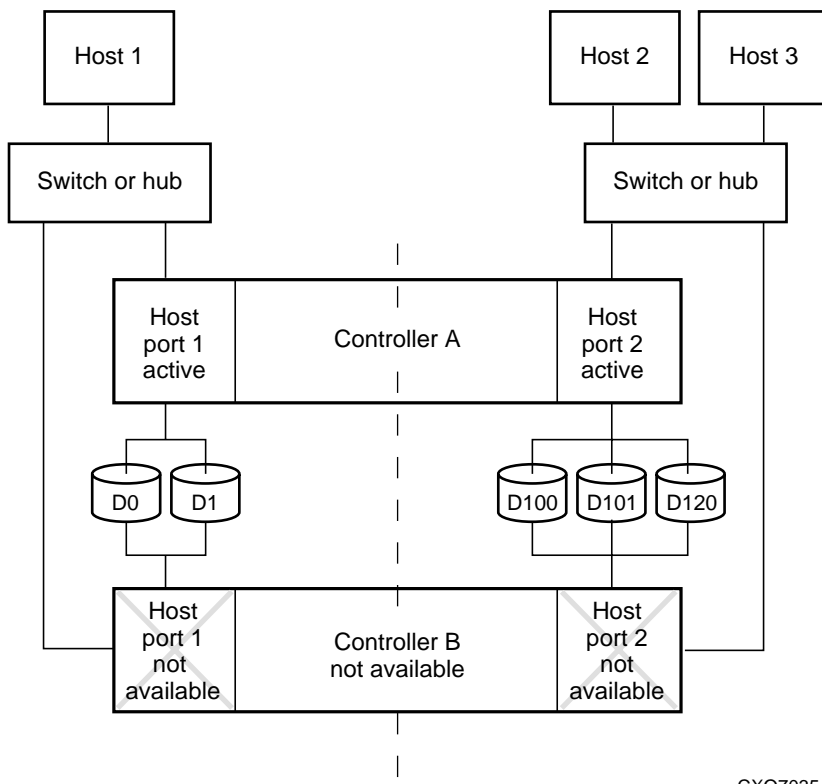 Host 1
Host 2
Host 3
Switch or hub
Switch or hub
Host
port 1
active
Controller A
Host
port 2
active
D0
D1
D100
D101
D120
Host
port 1
not
available
Controller B
not available
Host
port 2
not
available